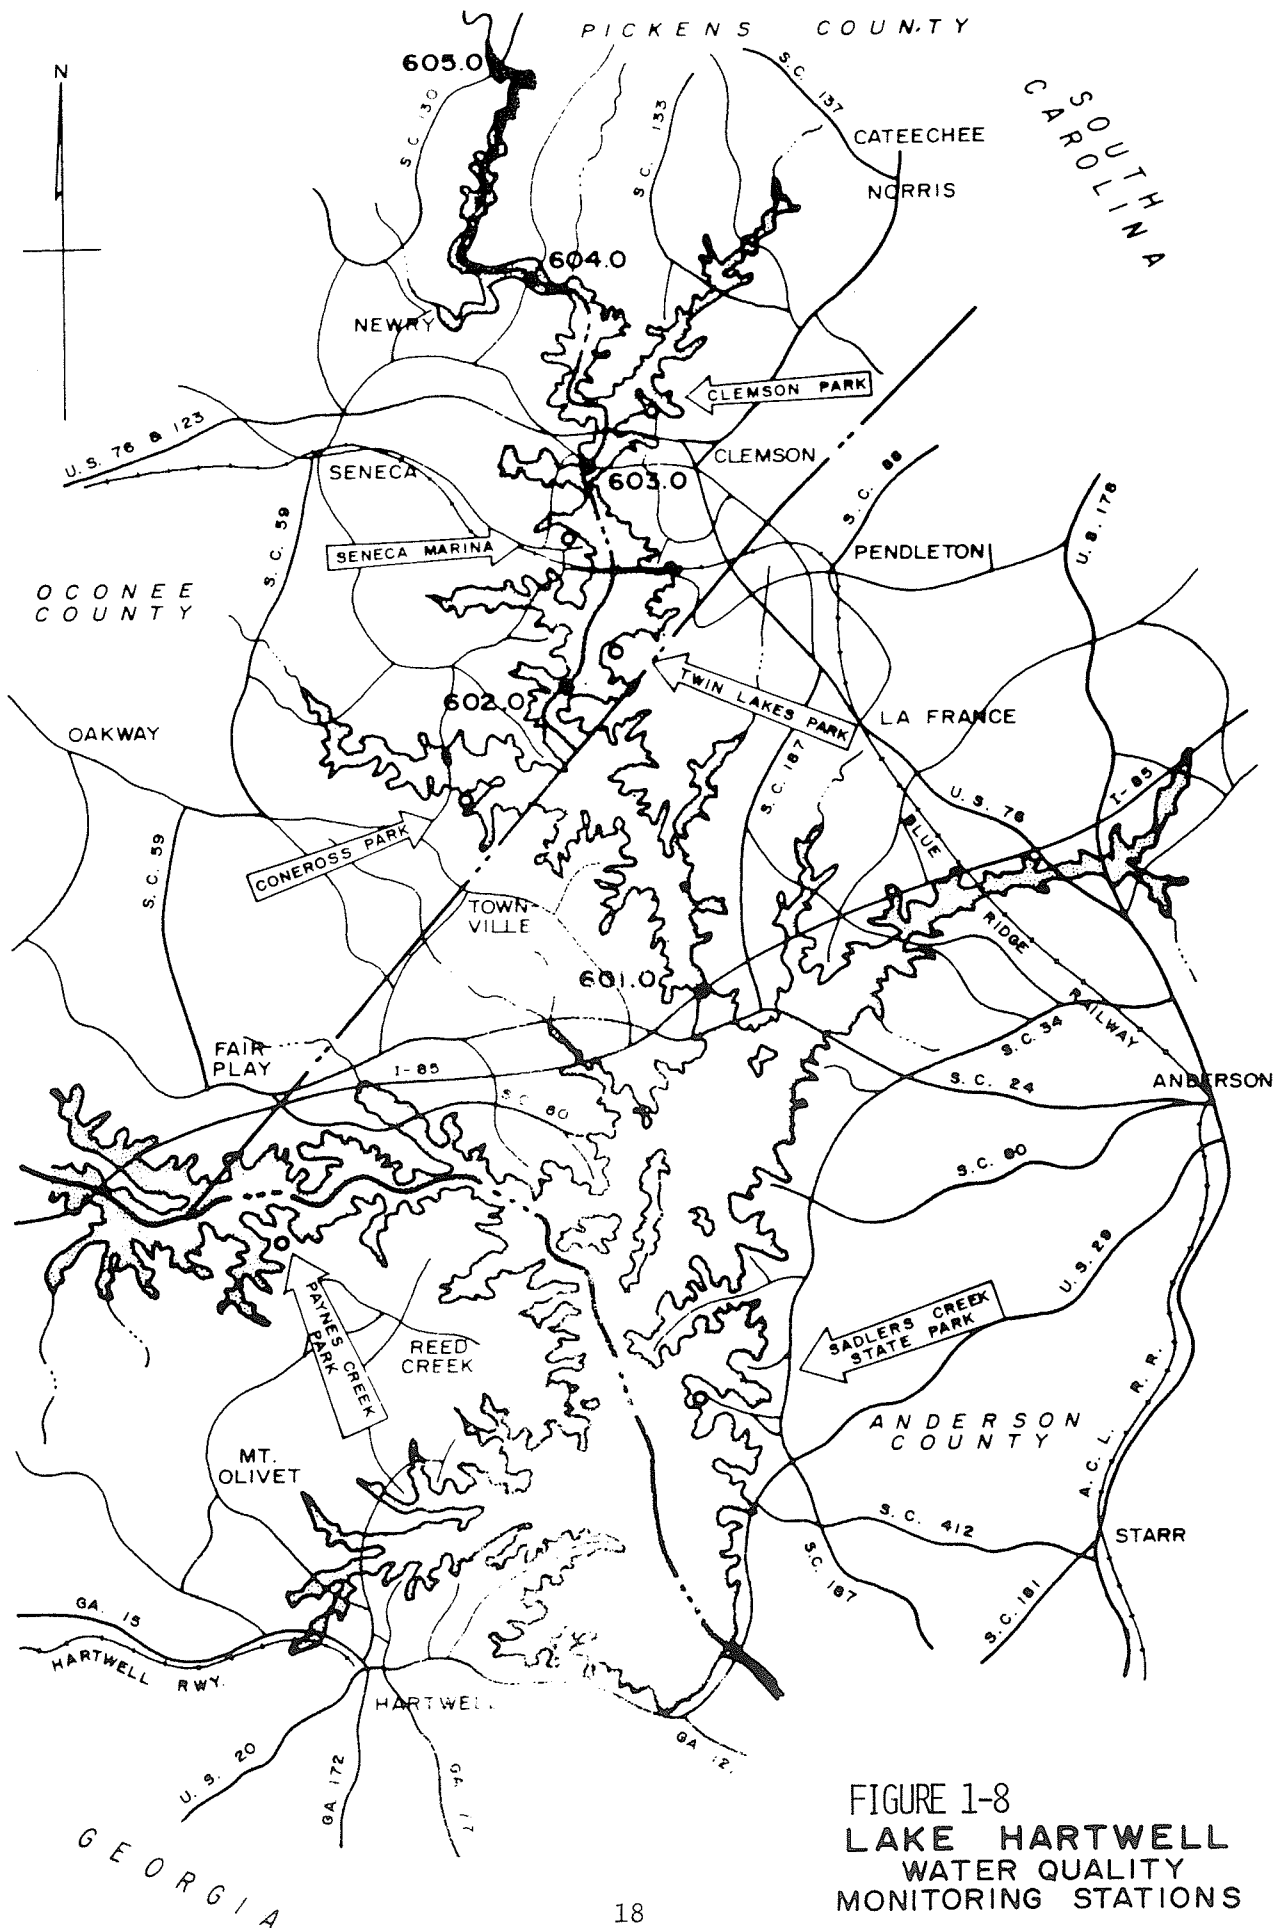 PICKENS COUNTY
605.0
N
S.C. 130
S.C. 133
S.C. 137
SOUTH
CAROLINA
CATEECHEE
NORRIS
604.0
NEWRY
CLEMSON PARK
U.S. 76 & 123
SENECA
CLEMSON
603.0
S.C. 88
U.S. 178
S.C. 59
SENECA MARINA
PENDLETON
OCONEE
COUNTY
TWIN LAKES PARK
602.0
OAKWAY
LA FRANCE
S.C. 187
I-85
U.S. 76
BLUE
RIDGE
RAILWAY
CONEROSS PARK
S.C. 59
TOWN-
VILLE
601.0
FAIR
PLAY
I-85
S.C. 34
S.C. 24
ANDERSON
S.C. 80
S.C. 80
U.S. 29
PAYNES CREEK
PARK
REED
CREEK
SADLERS CREEK
STATE PARK
ANDERSON
COUNTY
A.C.L. R.R.
MT.
OLIVET
S.C. 412
STARR
S.C. 187
S.C. 181
GA. 15
HARTWELL RWY.
HARTWELL
U.S. 20
GA 172
GA. 17
GA 12
GEORGIA
FIGURE 1-8
LAKE HARTWELL
WATER QUALITY
MONITORING STATIONS
18